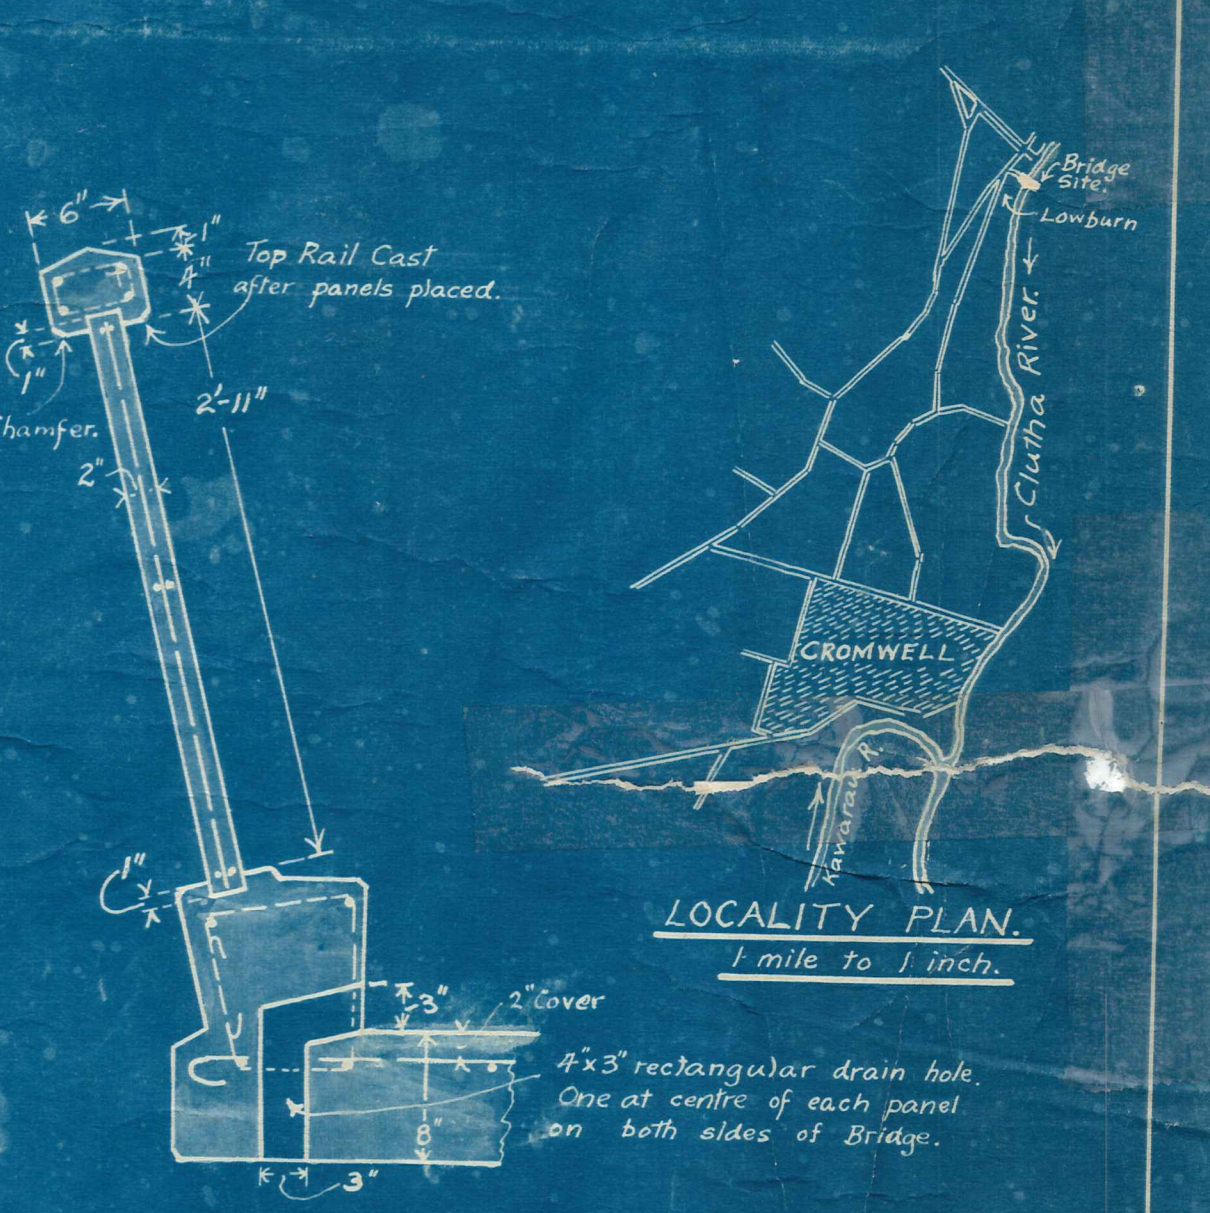 6"
1"
4"
Top Rail Cast
after panels placed.
1"
2'-11"
hamfer.
2"
1"
3"
2" Cover
4"x3" rectangular drain hole.
One at centre of each panel
on both sides of Bridge.
8"
3"
Bridge
Site.
Lowburn
Clutha River.
CROMWELL
Kawarau R.
LOCALITY PLAN.
1 mile to 1 inch.